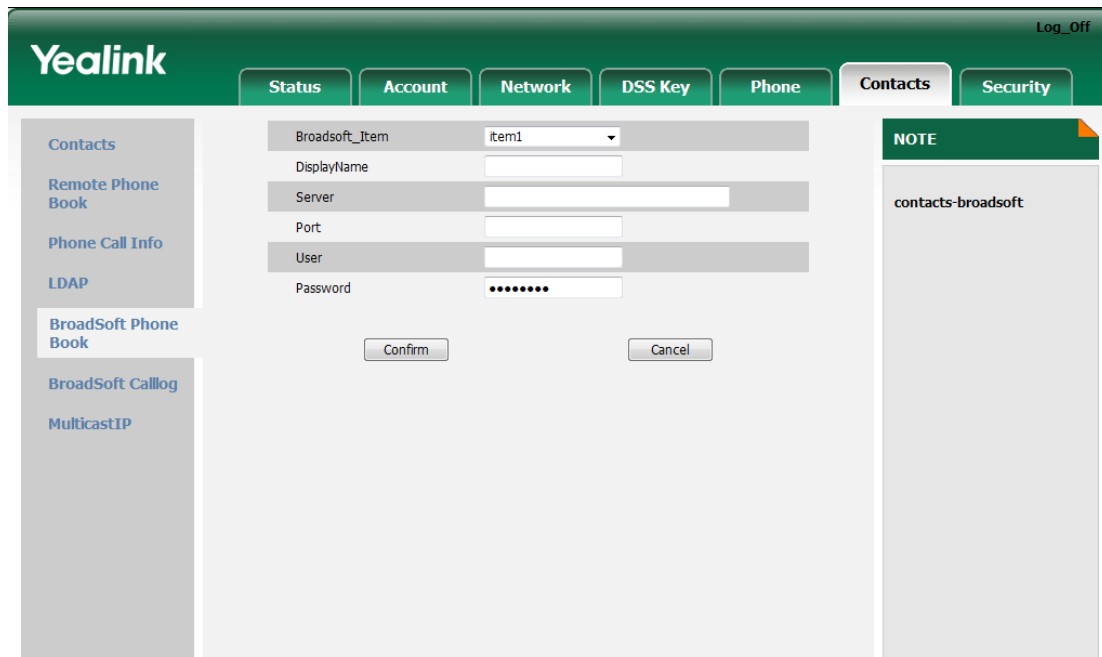 Log_Off
Yealink
Status
Account
Network
DSS Key
Phone
Contacts
Security
Contacts
Remote Phone
Book
Phone Call Info
LDAP
BroadSoft Phone
Book
BroadSoft Calllog
MulticastIP
Broadsoft_Item
item1
DisplayName
Server
Port
User
Password
••••••••
Confirm
Cancel
NOTE
contacts-broadsoft